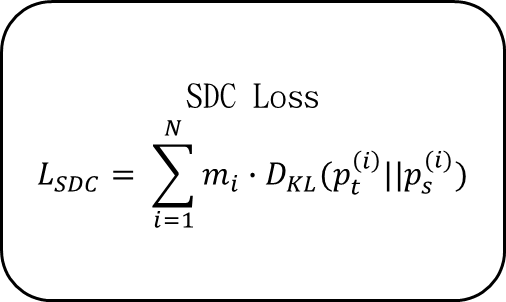 SDC Loss
$L_{SDC} = \sum_{i=1}^{N} m_i \cdot D_{KL}(p_t^{(i)} || p_s^{(i)})$